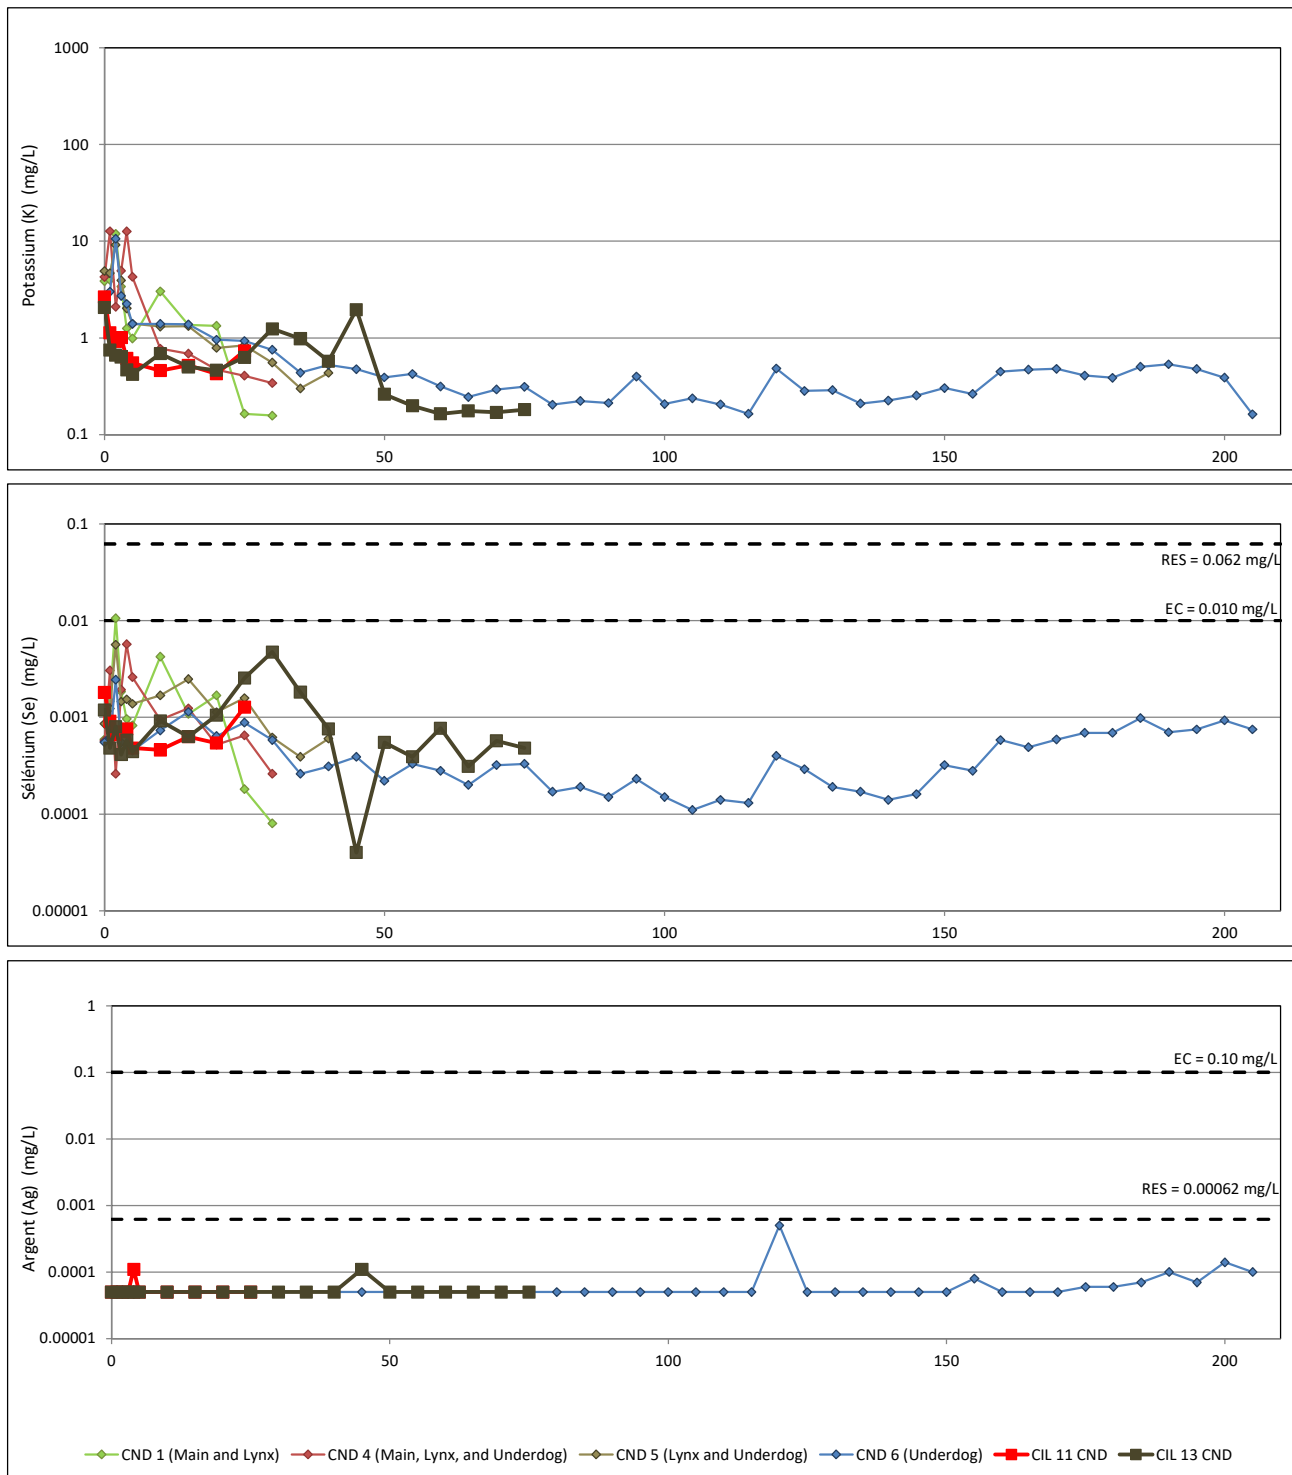 Potassium (K)  (mg/L)
1000
100
10
1
0.1
0 50 100 150 200
Sélénium (Se)  (mg/L)
0.1
RES = 0.062 mg/L
EC = 0.010 mg/L
0.01
0.001
0.0001
0.00001
0 50 100 150 200
Argent (Ag)  (mg/L)
1
EC = 0.10 mg/L
0.1
0.01
RES = 0.00062 mg/L
0.001
0.0001
0.00001
0 50 100 150 200
CND 1 (Main and Lynx) CND 4 (Main, Lynx, and Underdog) CND 5 (Lynx and Underdog) CND 6 (Underdog) CIL 11 CND CIL 13 CND